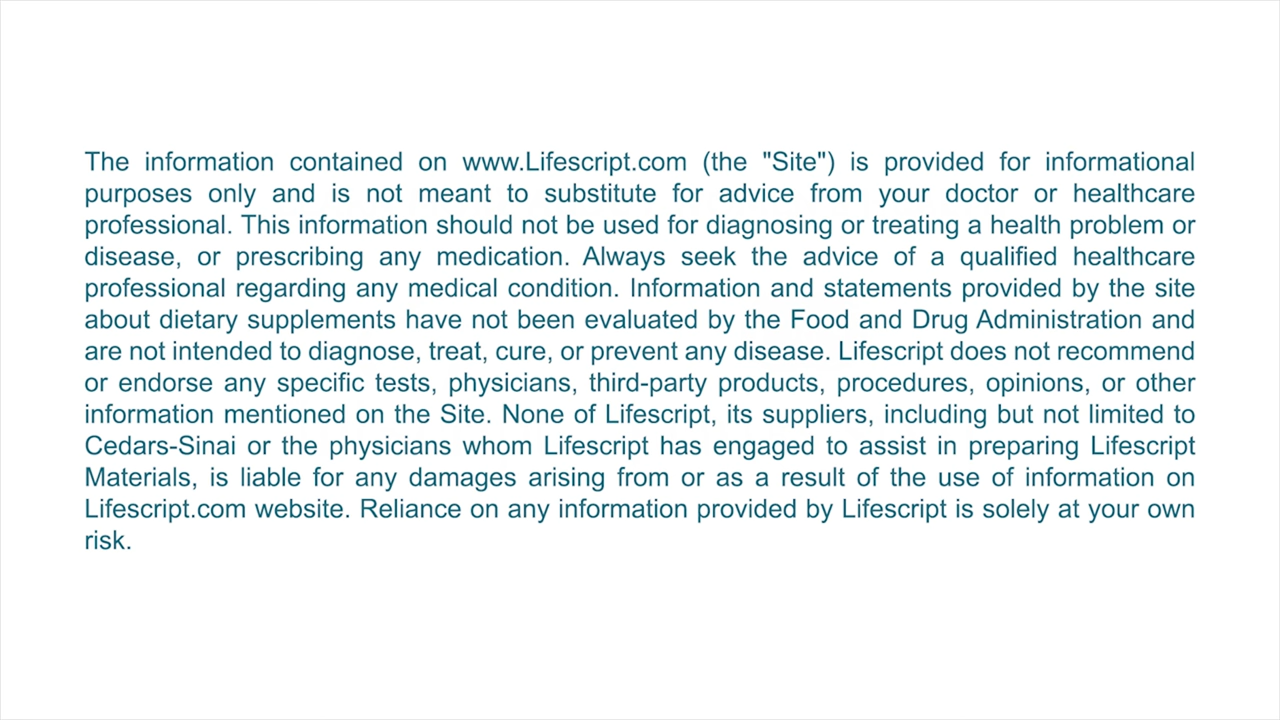 The information contained on www.Lifescript.com (the "Site") is provided for informational
purposes only and is not meant to substitute for advice from your doctor or healthcare
professional. This information should not be used for diagnosing or treating a health problem or
disease, or prescribing any medication. Always seek the advice of a qualified healthcare
professional regarding any medical condition. Information and statements provided by the site
about dietary supplements have not been evaluated by the Food and Drug Administration and
are not intended to diagnose, treat, cure, or prevent any disease. Lifescript does not recommend
or endorse any specific tests, physicians, third-party products, procedures, opinions, or other
information mentioned on the Site. None of Lifescript, its suppliers, including but not limited to
Cedars-Sinai or the physicians whom Lifescript has engaged to assist in preparing Lifescript
Materials, is liable for any damages arising from or as a result of the use of information on
Lifescript.com website. Reliance on any information provided by Lifescript is solely at your own
risk.